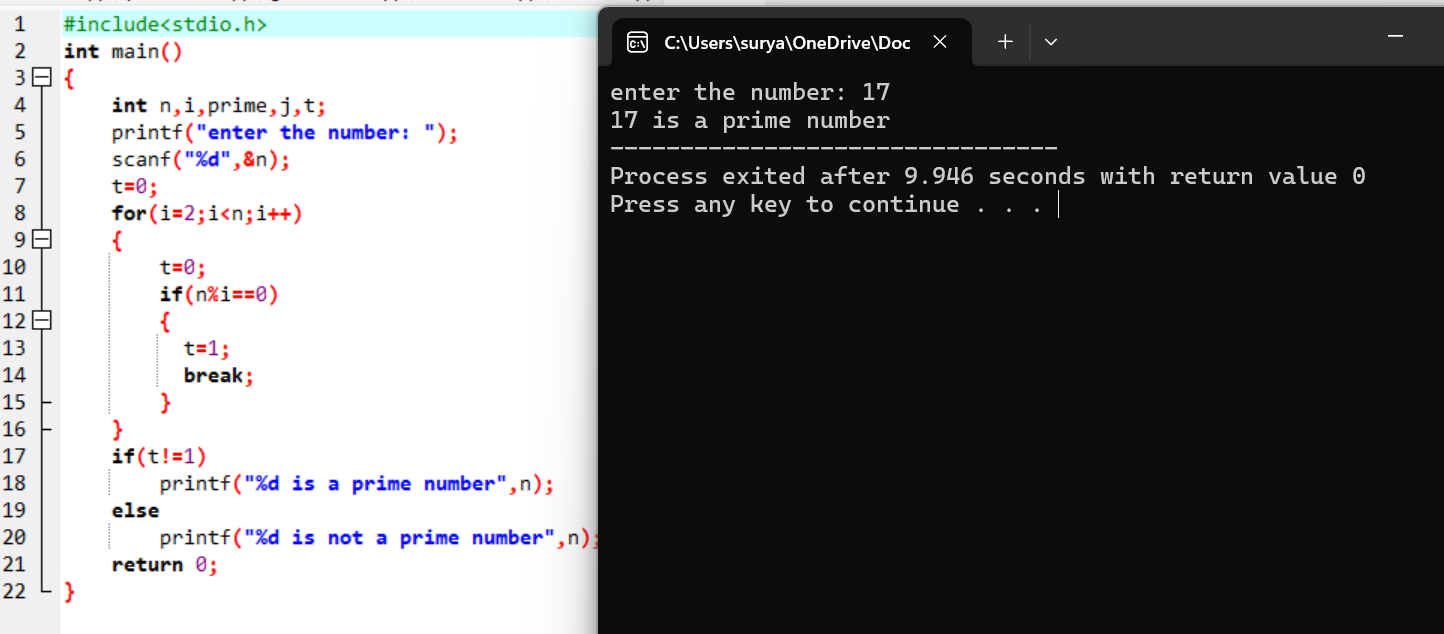 1 #include<stdio.h>
2 int main()
3 {
4 int n,i,prime,j,t;
5 printf("enter the number: ");
6 scanf("%d",&n);
7 t=0;
8 for(i=2;i<n;i++)
9 {
10 t=0;
11 if(n%i==0)
12 {
13 t=1;
14 break;
15 }
16 }
17 if(t!=1)
18 printf("%d is a prime number",n);
19 else
20 printf("%d is not a prime number",n);
21 return 0;
22 }
C:\Users\surya\OneDrive\Doc
enter the number: 17
17 is a prime number
--------------------------------
Process exited after 9.946 seconds with return value 0
Press any key to continue . . .